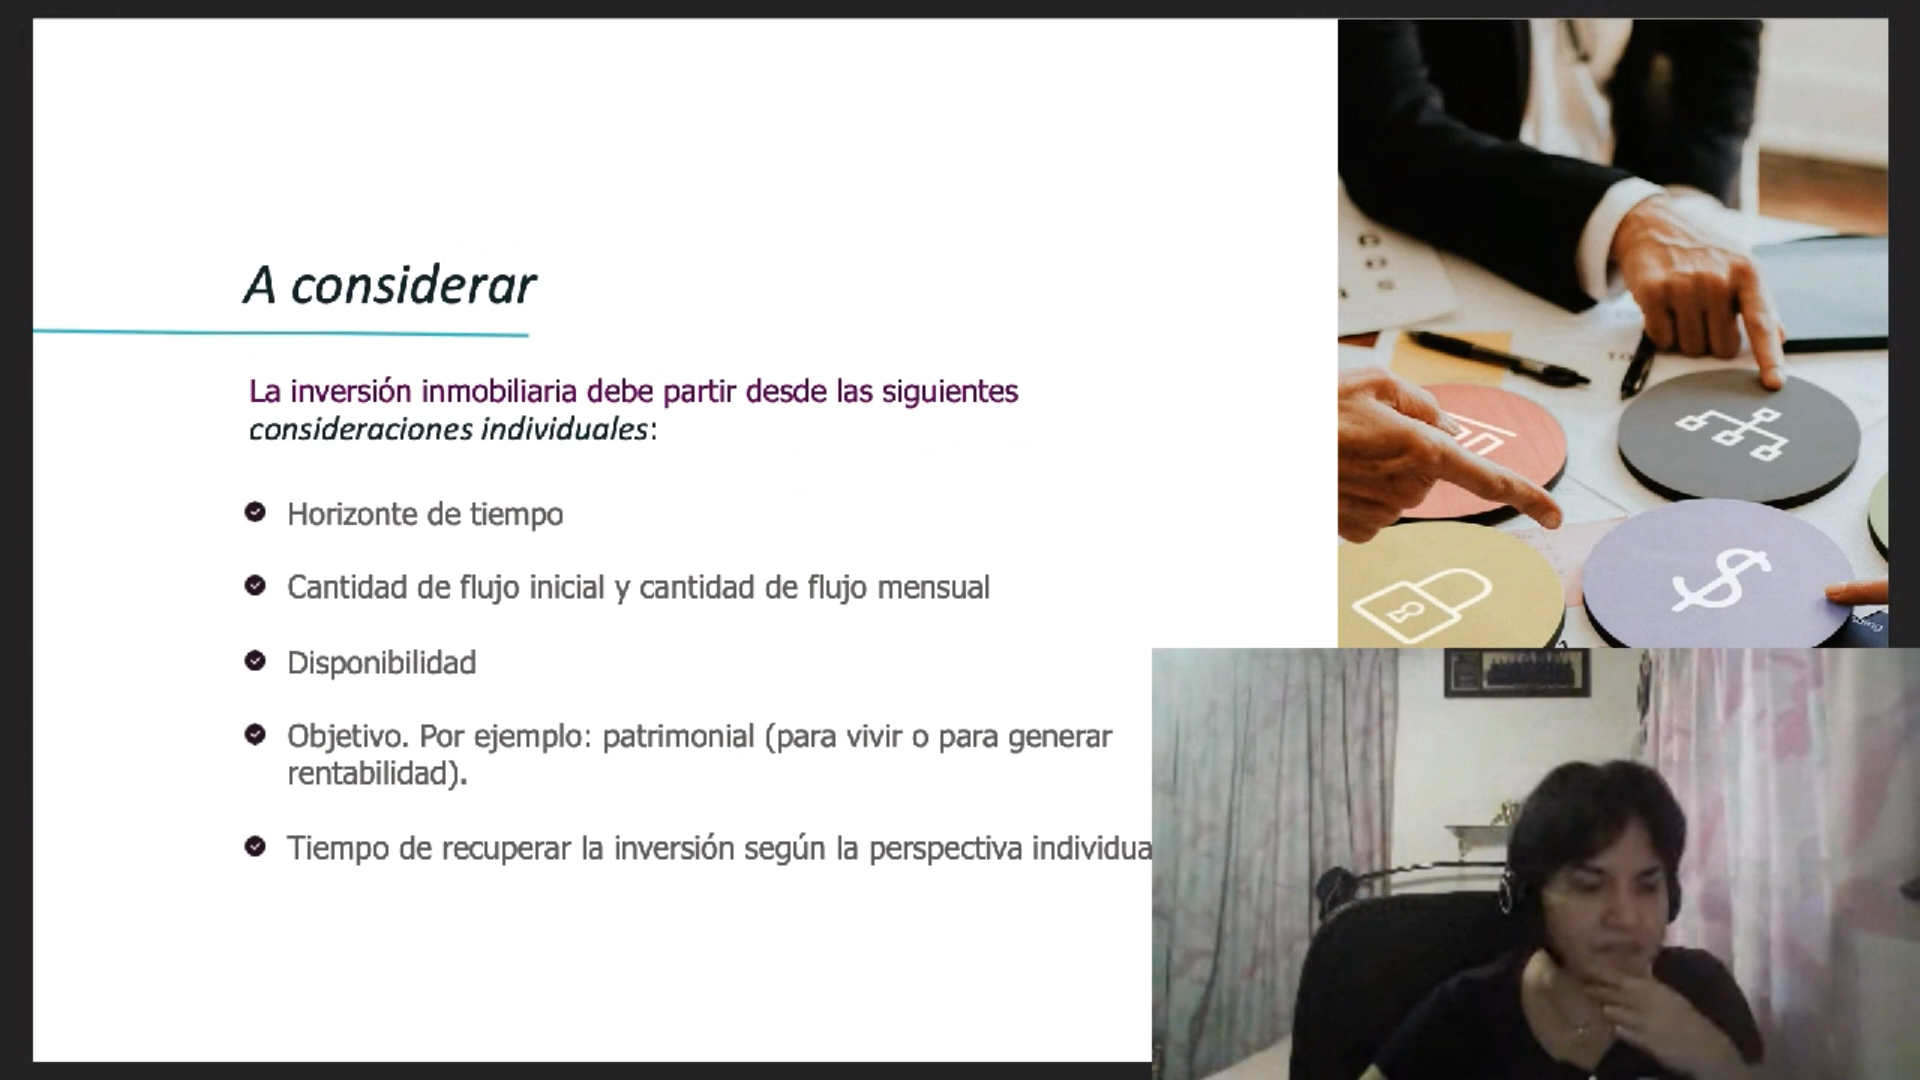 A considerar
La inversión inmobiliaria debe partir desde las siguientes
consideraciones individuales:
Horizonte de tiempo
Cantidad de flujo inicial y cantidad de flujo mensual
Disponibilidad
Objetivo. Por ejemplo: patrimonial (para vivir o para generar
rentabilidad).
Tiempo de recuperar la inversión según la perspectiva individua
$